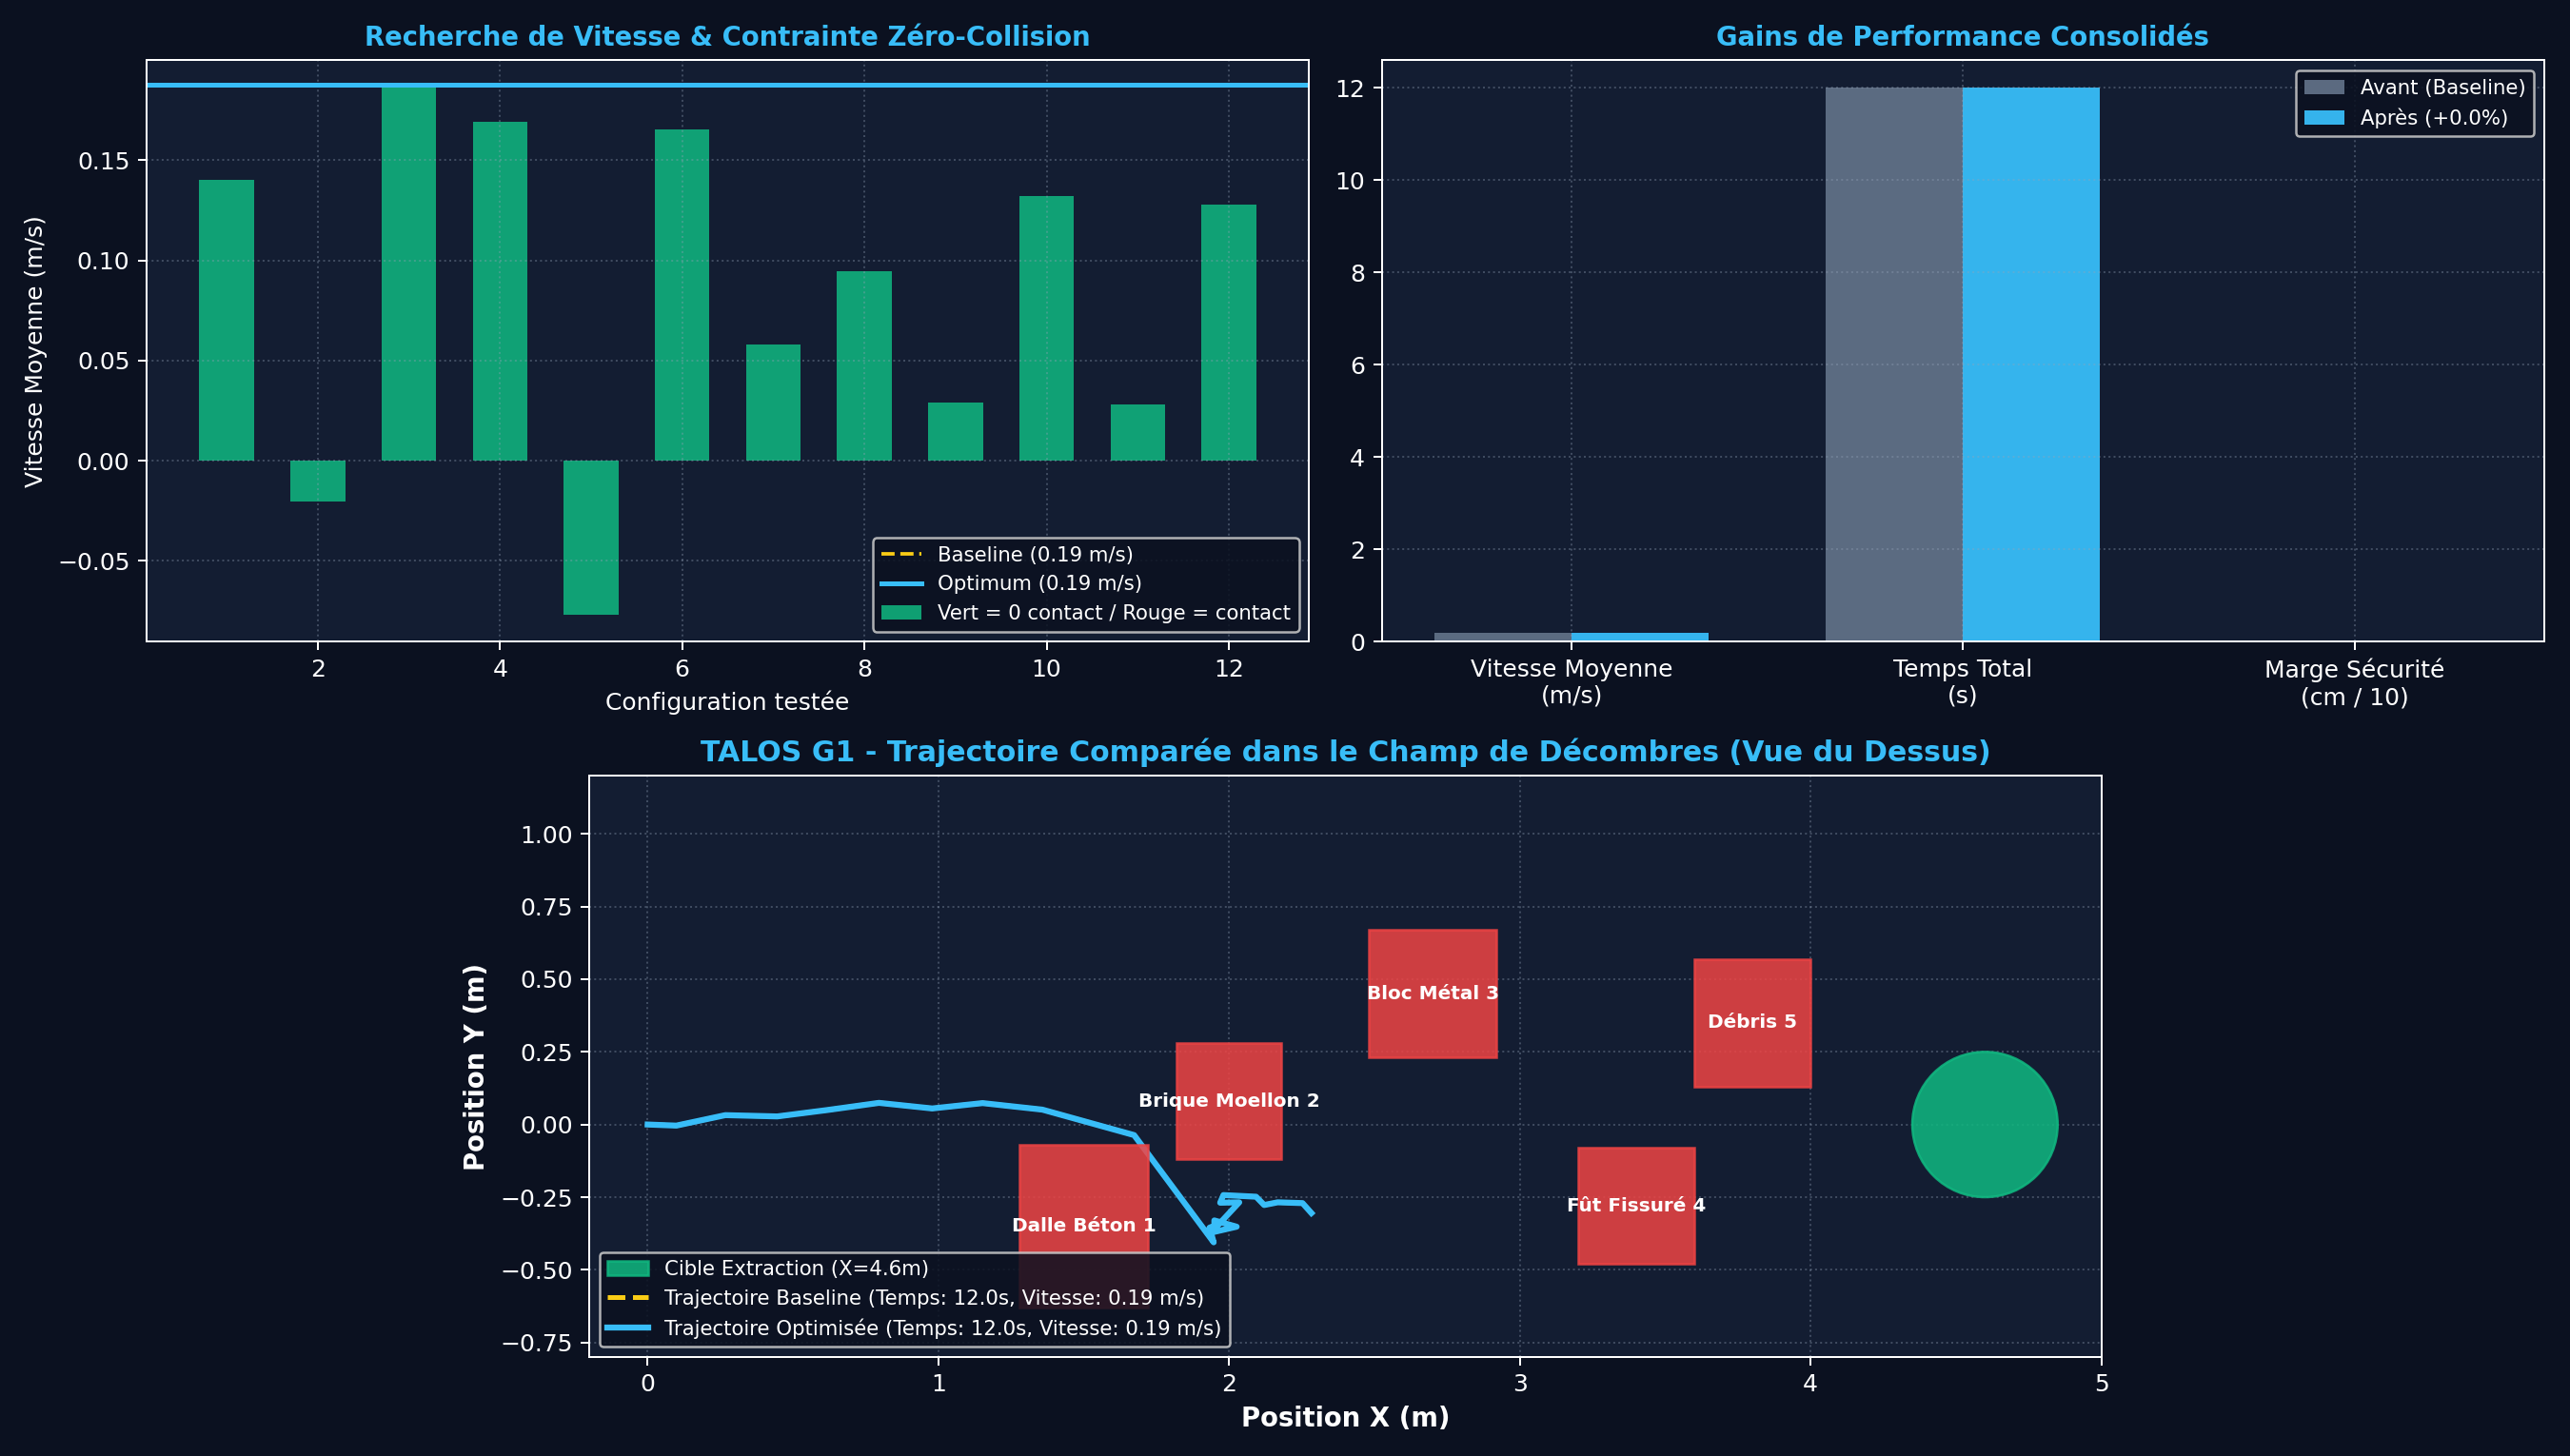 Recherche de Vitesse & Contrainte Zéro-Collision
Vitesse Moyenne (m/s)
0.15
0.10
0.05
0.00
−0.05
2
4
6
8
10
12
Configuration testée
Baseline (0.19 m/s)
Optimum (0.19 m/s)
Vert = 0 contact / Rouge = contact
Gains de Performance Consolidés
12
10
8
6
4
2
0
Avant (Baseline)
Après (+0.0%)
Vitesse Moyenne
(m/s)
Temps Total
(s)
Marge Sécurité
(cm / 10)
TALOS G1 - Trajectoire Comparée dans le Champ de Décombres (Vue du Dessus)
Position Y (m)
1.00
0.75
0.50
0.25
0.00
−0.25
−0.50
−0.75
Bloc Métal 3
Débris 5
Brique Moellon 2
Fût Fissuré 4
Dalle Béton 1
Cible Extraction (X=4.6m)
Trajectoire Baseline (Temps: 12.0s, Vitesse: 0.19 m/s)
Trajectoire Optimisée (Temps: 12.0s, Vitesse: 0.19 m/s)
0
1
2
3
4
5
Position X (m)